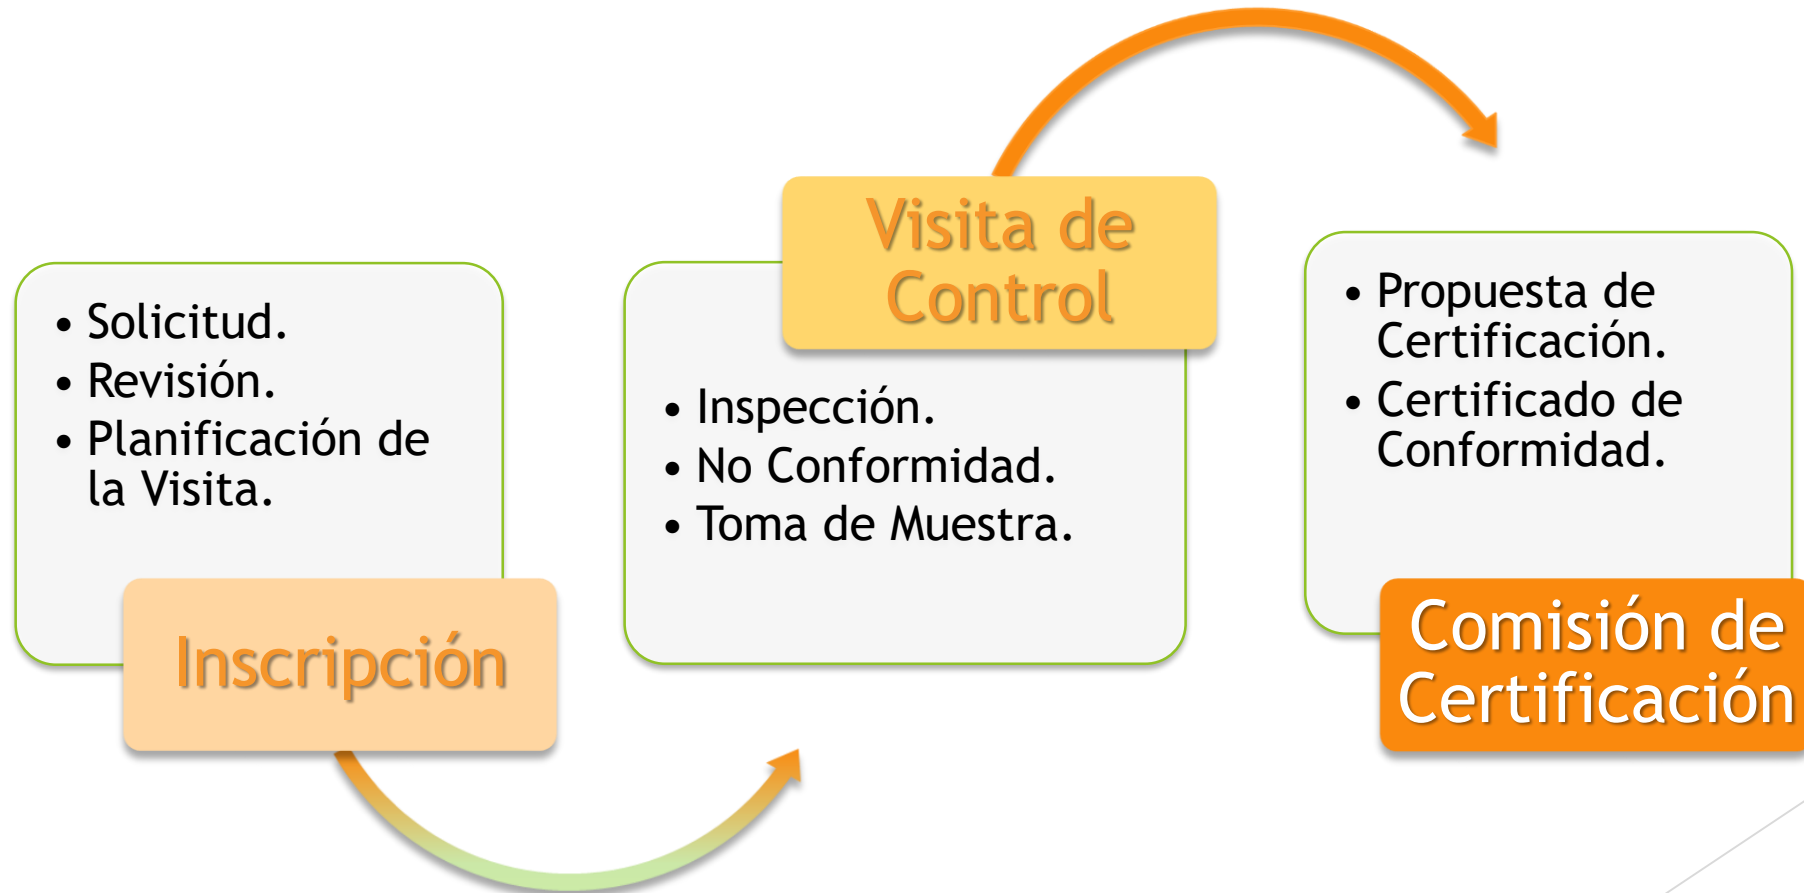 • Solicitud.
• Revisión.
• Planificación de
la Visita.
Inscripción
Visita de
Control
• Inspección.
• No Conformidad.
• Toma de Muestra.
• Propuesta de
Certificación.
• Certificado de
Conformidad.
Comisión de
Certificación